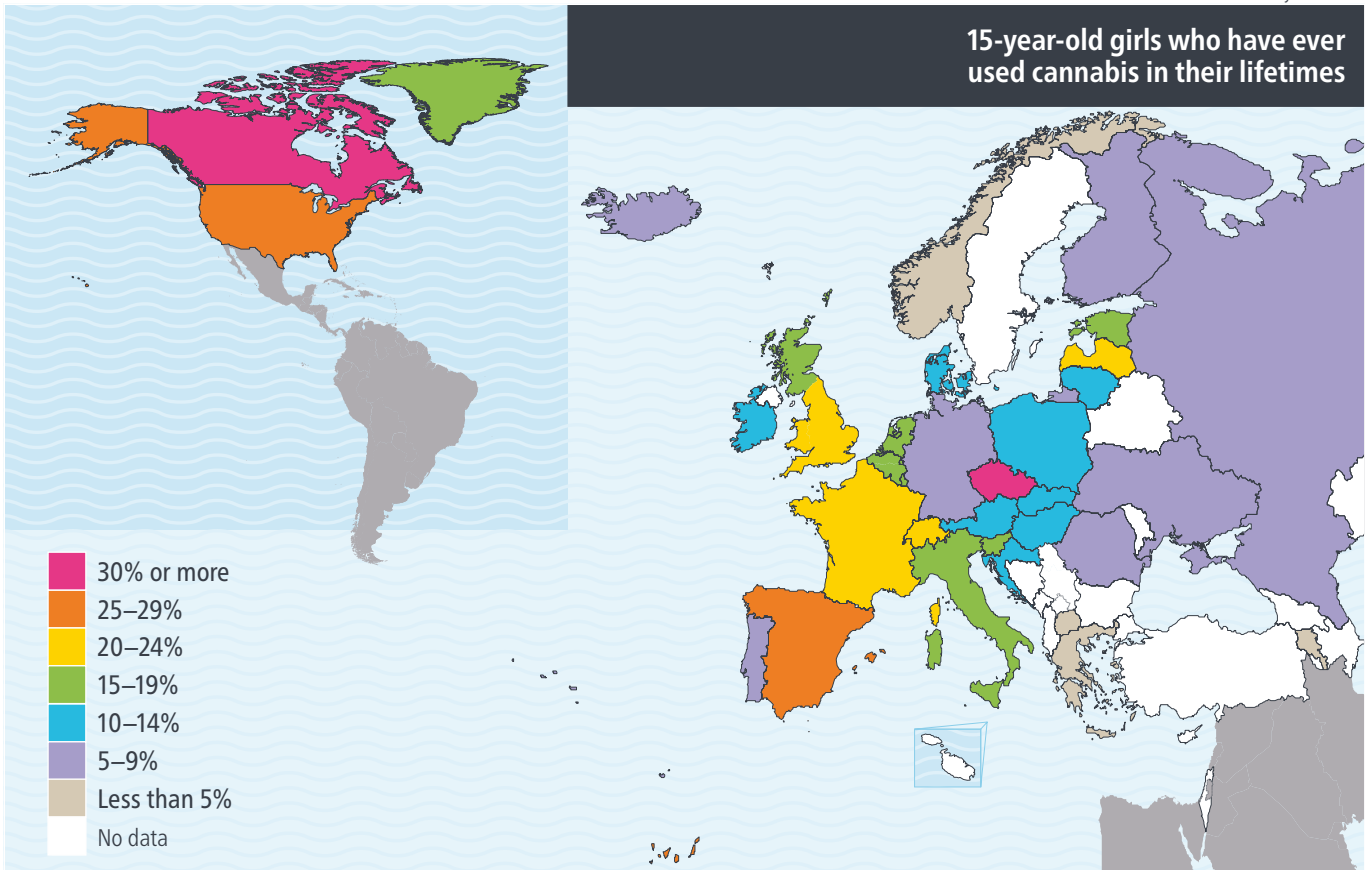 15-year-old girls who have ever
used cannabis in their lifetimes
30% or more
25–29%
20–24%
15–19%
10–14%
5–9%
Less than 5%
No data